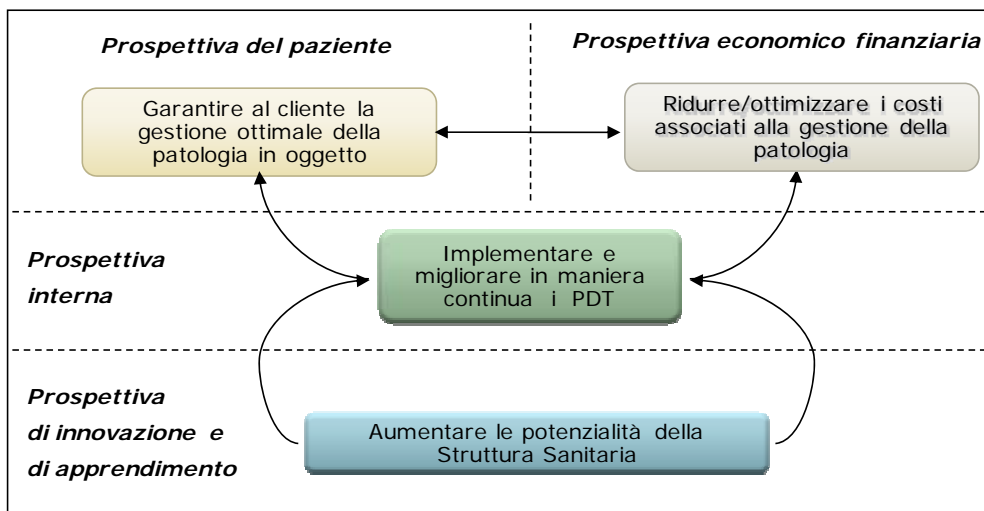 Prospettiva del paziente
Prospettiva economico finanziaria
Garantire al cliente la
gestione ottimale della
patologia in oggetto
Ridurre/ottimizzare i costi
associati alla gestione della
patologia
Prospettiva
interna
Implementare e
migliorare in maniera
continua i PDT
Prospettiva
di innovazione e
di apprendimento
Aumentare le potenzialità della
Struttura Sanitaria